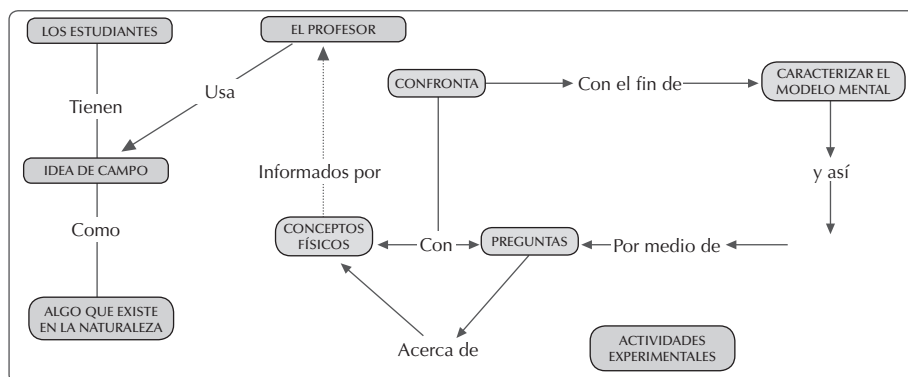 LOS ESTUDIANTES
EL PROFESOR
CONFRONTA
Con el fin de
CARACTERIZAR EL
MODELO MENTAL
Usa
Tienen
IDEA DE CAMPO
Informados por
y así
Como
CONCEPTOS
FÍSICOS
Con
PREGUNTAS
Por medio de
ALGO QUE EXISTE
EN LA NATURALEZA
Acerca de
ACTIVIDADES
EXPERIMENTALES